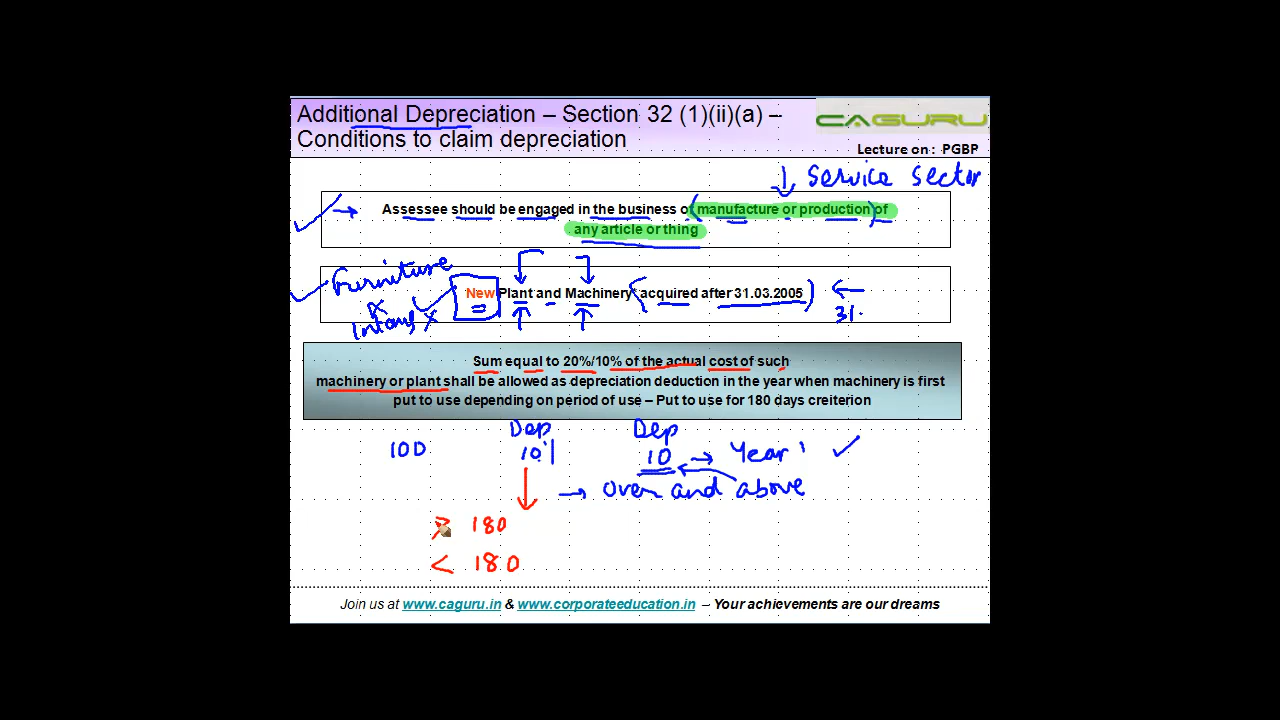 Additional Depreciation – Section 32 (1)(ii)(a) –
Conditions to claim depreciation
CAGURU
Lecture on : PGBP
Service sector
Assessee should be engaged in the business of manufacture or production of
any article or thing
Furniture
New Plant and Machinery acquired after 31.03.2005
31.
Sum equal to 20%/10% of the actual cost of such
machinery or plant shall be allowed as depreciation deduction in the year when machinery is first
put to use depending on period of use – Put to use for 180 days creiterion
Dep Dep
100 10% 10 → Year 1
→ over and above
180
< 180
Join us at www.caguru.in & www.corporateeducation.in – Your achievements are our dreams